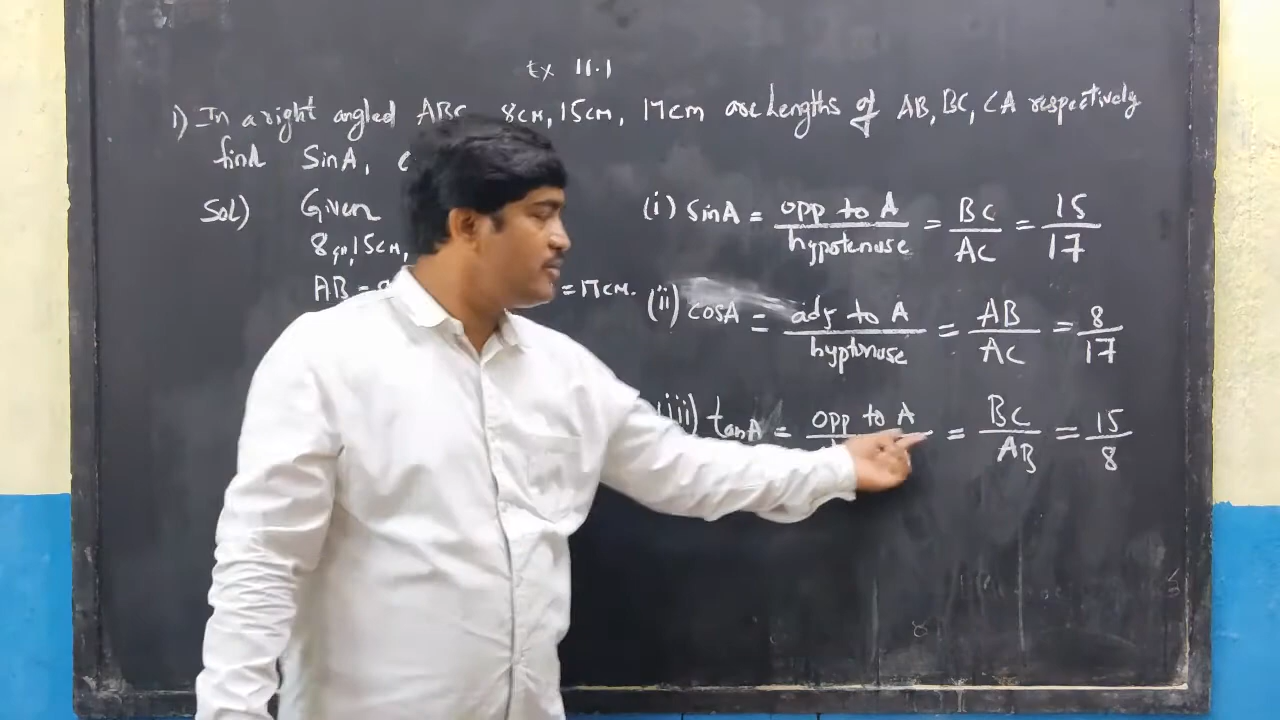 Ex 11.1
1) In a right angled ABC 8cm, 15cm, 17cm are Lengths of AB, BC, CA respectively
find SinA, c
Sol) Given
8cm, 15cm,
AB = = 17cm.
(i) sinA = opp to A / hypotenuse = BC / AC = 15 / 17
(ii) cosA = adj to A / hyptonuse = AB / AC = 8 / 17
(iii) tanA = opp to A = BC / AB = 15 / 8